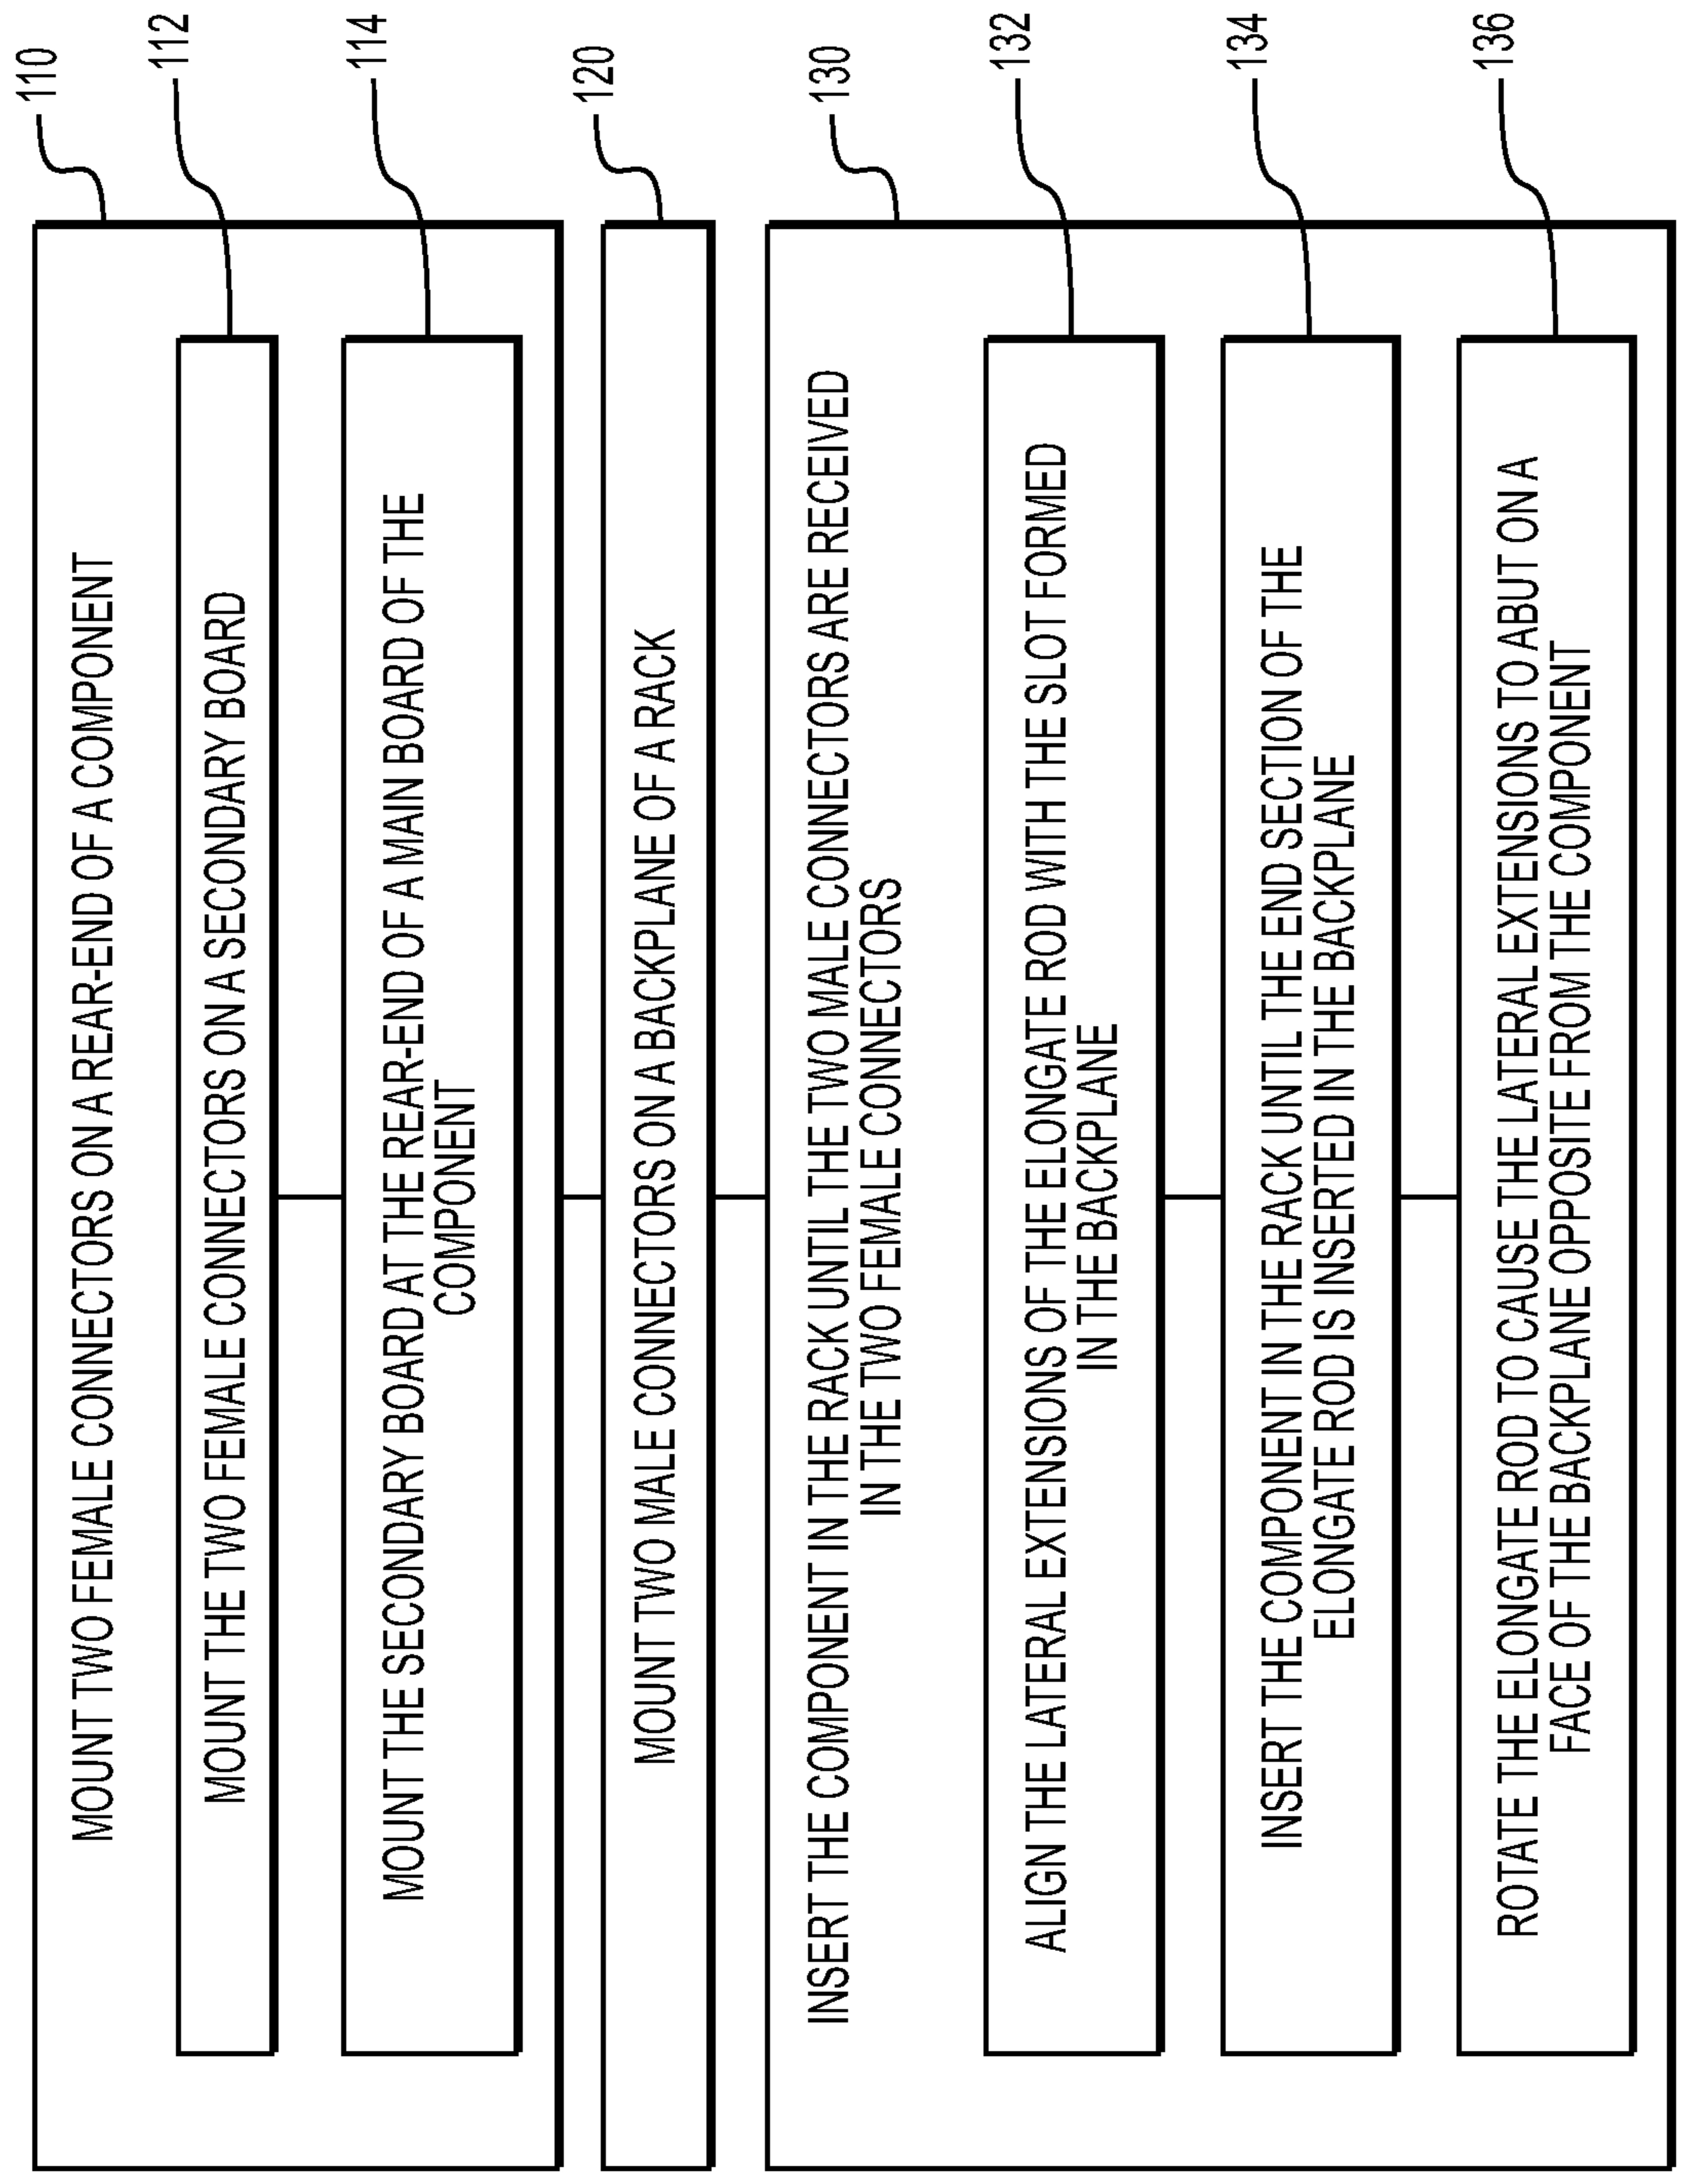 110
MOUNT TWO FEMALE CONNECTORS ON A REAR-END OF A COMPONENT
112
MOUNT THE TWO FEMALE CONNECTORS ON A SECONDARY BOARD
114
MOUNT THE SECONDARY BOARD AT THE REAR-END OF A MAIN BOARD OF THE
COMPONENT
120
MOUNT TWO MALE CONNECTORS ON A BACKPLANE OF A RACK
130
INSERT THE COMPONENT IN THE RACK UNTIL THE TWO MALE CONNECTORS ARE RECEIVED
IN THE TWO FEMALE CONNECTORS
132
ALIGN THE LATERAL EXTENSIONS OF THE ELONGATE ROD WITH THE SLOT FORMED
IN THE BACKPLANE
134
INSERT THE COMPONENT IN THE RACK UNTIL THE END SECTION OF THE
ELONGATE ROD IS INSERTED IN THE BACKPLANE
136
ROTATE THE ELONGATE ROD TO CAUSE THE LATERAL EXTENSIONS TO ABUT ON A
FACE OF THE BACKPLANE OPPOSITE FROM THE COMPONENT